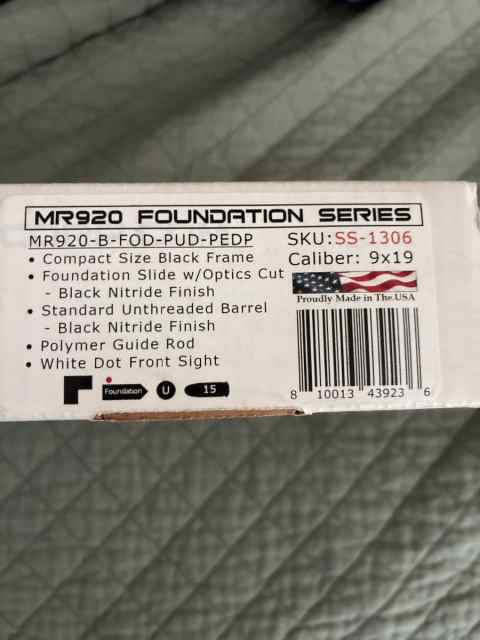 MR920 FOUNDATION SERIES
MR920-B-FOD-PUD-PEDP
SKU:SS-1306
• Compact Size Black Frame
Caliber: 9x19
• Foundation Slide w/Optics Cut
- Black Nitride Finish
Proudly Made in The USA
• Standard Unthreaded Barrel
- Black Nitride Finish
• Polymer Guide Rod
• White Dot Front Sight
Foundation U 15
8 10013 43923 6